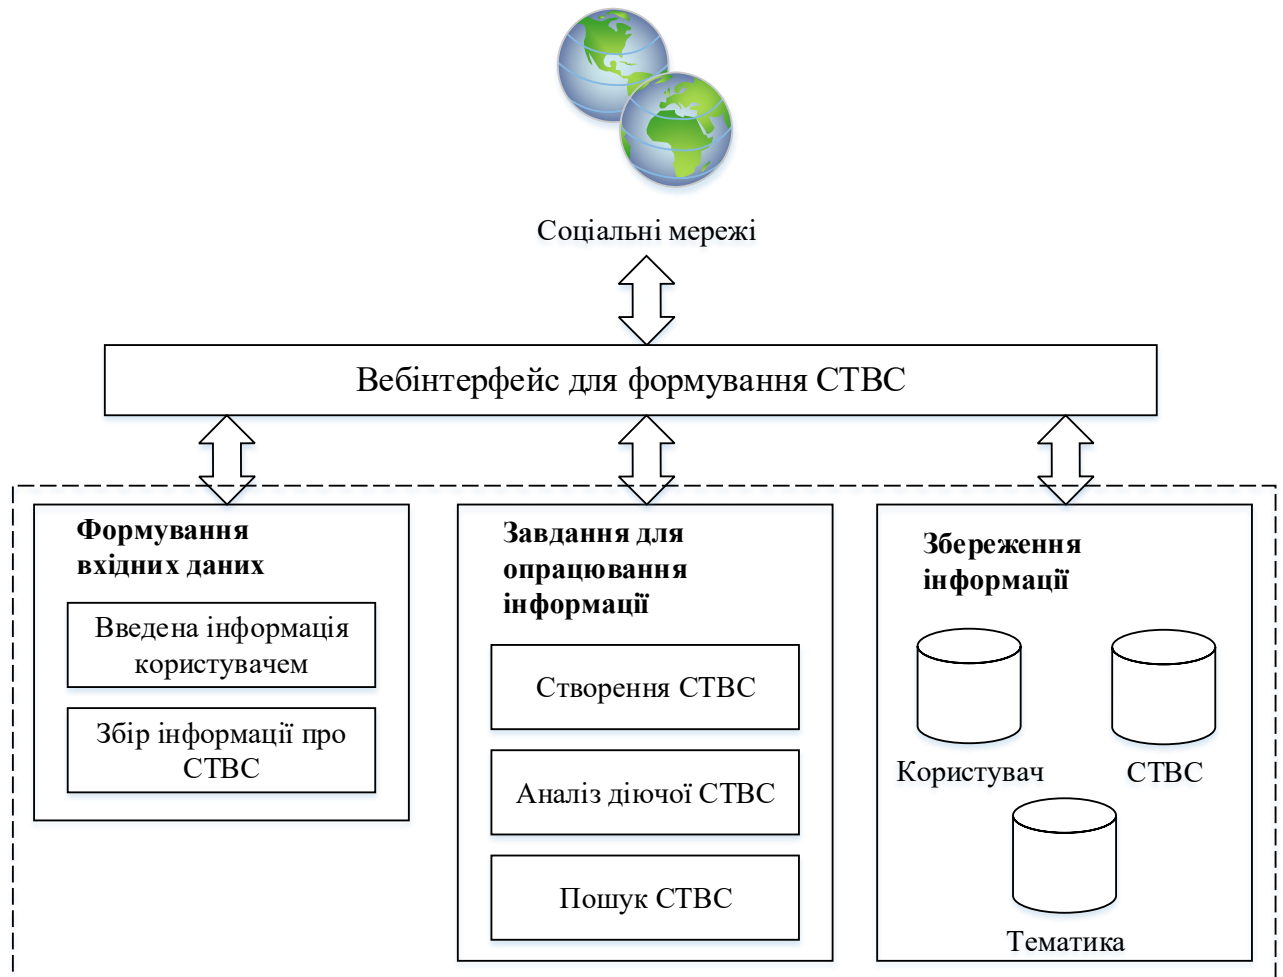 Соціальні мережі
Вебінтерфейс для формування СТВС
Формування
вхідних даних
Введена інформація
користувачем
Збір інформації про
СТВС
Завдання для
опрацювання
інформації
Створення СТВС
Аналіз діючої СТВС
Пошук СТВС
Збереження
інформації
Користувач
СТВС
Тематика